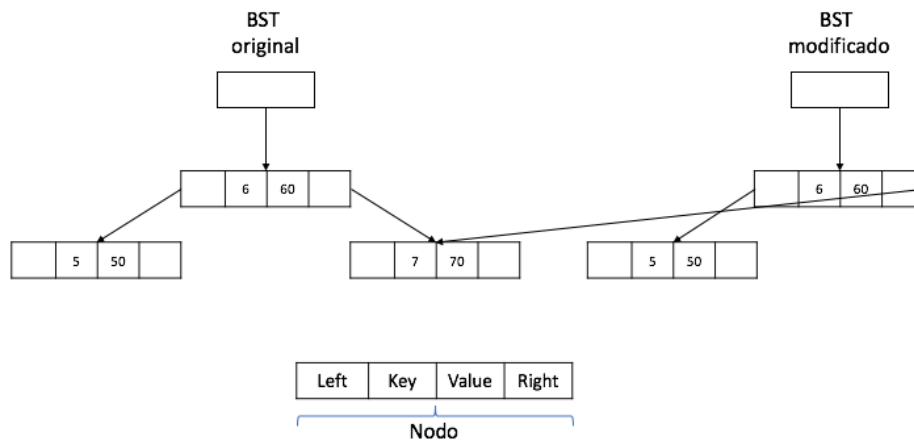 BST
original
BST
modificado
6 60
6 60
5 50
7 70
5 50
Left Key Value Right
Nodo